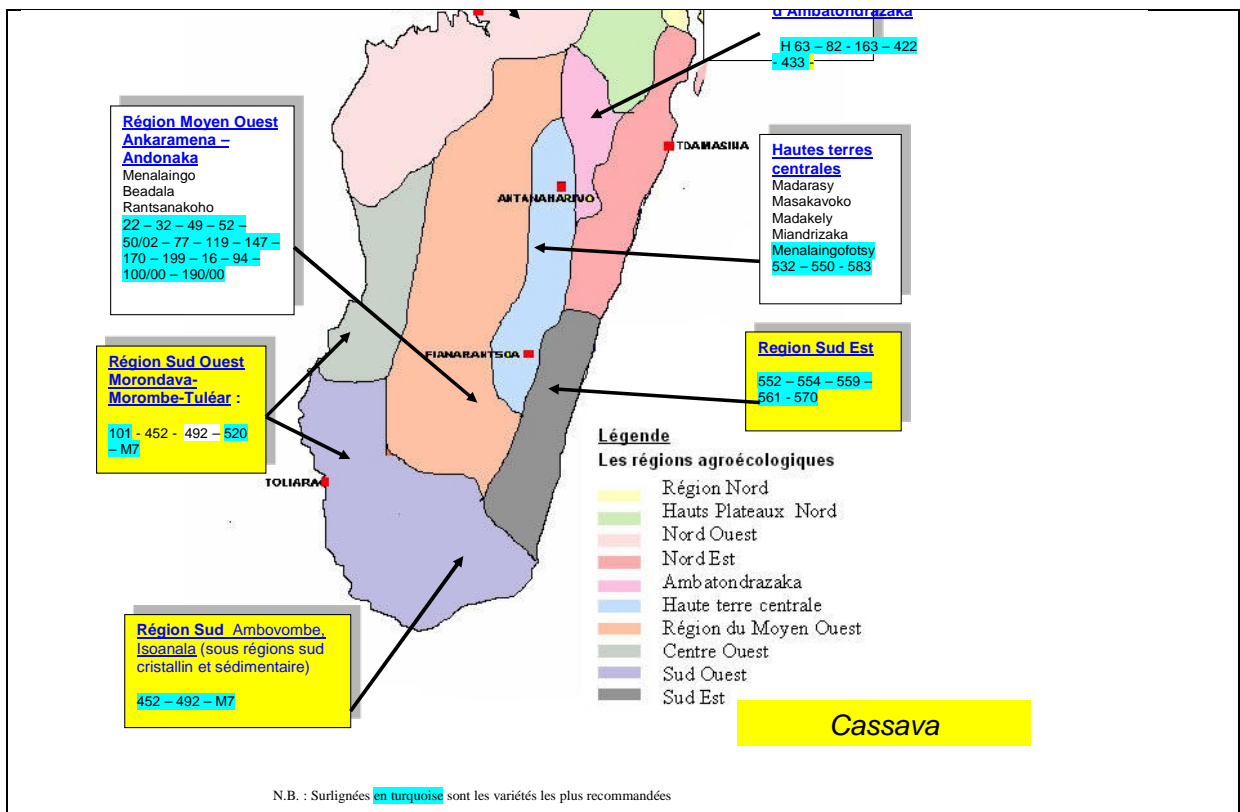 d'Ambatondrazaka
H 63 – 82 - 163 – 422
- 433 -
Région Moyen Ouest
Ankaramena –
Andonaka
Menalaingo
Beadala
Rantsanakoho
22 – 32 – 49 – 52 –
50/02 – 77 – 119 – 147 –
170 – 199 – 16 – 94 –
100/00 – 190/00
TOAMASINA
Hautes terres
centrales
Madarasy
Masakavoko
Madakely
Miandrizaka
Menalaingofotsy
532 – 550 - 583
ANTANANARIVO
Région Sud Ouest
Morondava-
Morombe-Tuléar :
101 - 452 - 492 – 520
– M7
FIANARANTSOA
Region Sud Est
552 – 554 – 559 –
561 - 570
TOLIARA
Légende
Les régions agroécologiques
Région Nord
Hauts Plateaux Nord
Nord Ouest
Nord Est
Ambatondrazaka
Haute terre centrale
Région du Moyen Ouest
Centre Ouest
Sud Ouest
Sud Est
Région Sud Ambovombe,
Isoanala (sous régions sud
cristallin et sédimentaire)
452 – 492 – M7
Cassava
N.B. : Surlignées en turquoise sont les variétés les plus recommandées